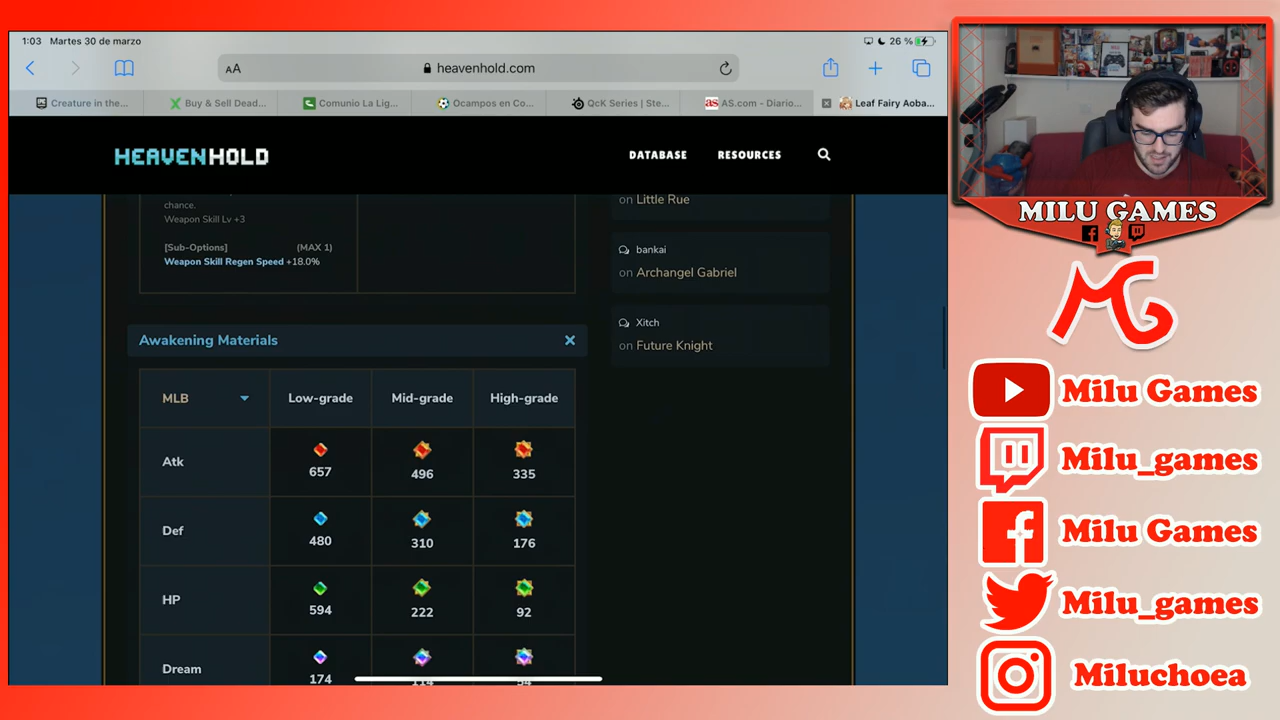 1:03 Martes 30 de marzo
26 %
AA
heavenhold.com
Creature in the...
Buy & Sell Dead...
Comunio La Lig...
Ocampos en Co...
QcK Series | Ste...
as AS.com - Diario...
Leaf Fairy Aoba...
HEAVENHOLD
DATABASE
RESOURCES
chance.
Weapon Skill Lv +3
[Sub-Options] (MAX 1)
Weapon Skill Regen Speed +18.0%
on Little Rue
bankai
on Archangel Gabriel
Xitch
on Future Knight
Awakening Materials
MLB Low-grade Mid-grade High-grade
Atk 657 496 335
Def 480 310 176
HP 594 222 92
Dream 174 114 54
MILU GAMES
Milu Games
Milu_games
Milu Games
Milu_games
Miluchoea